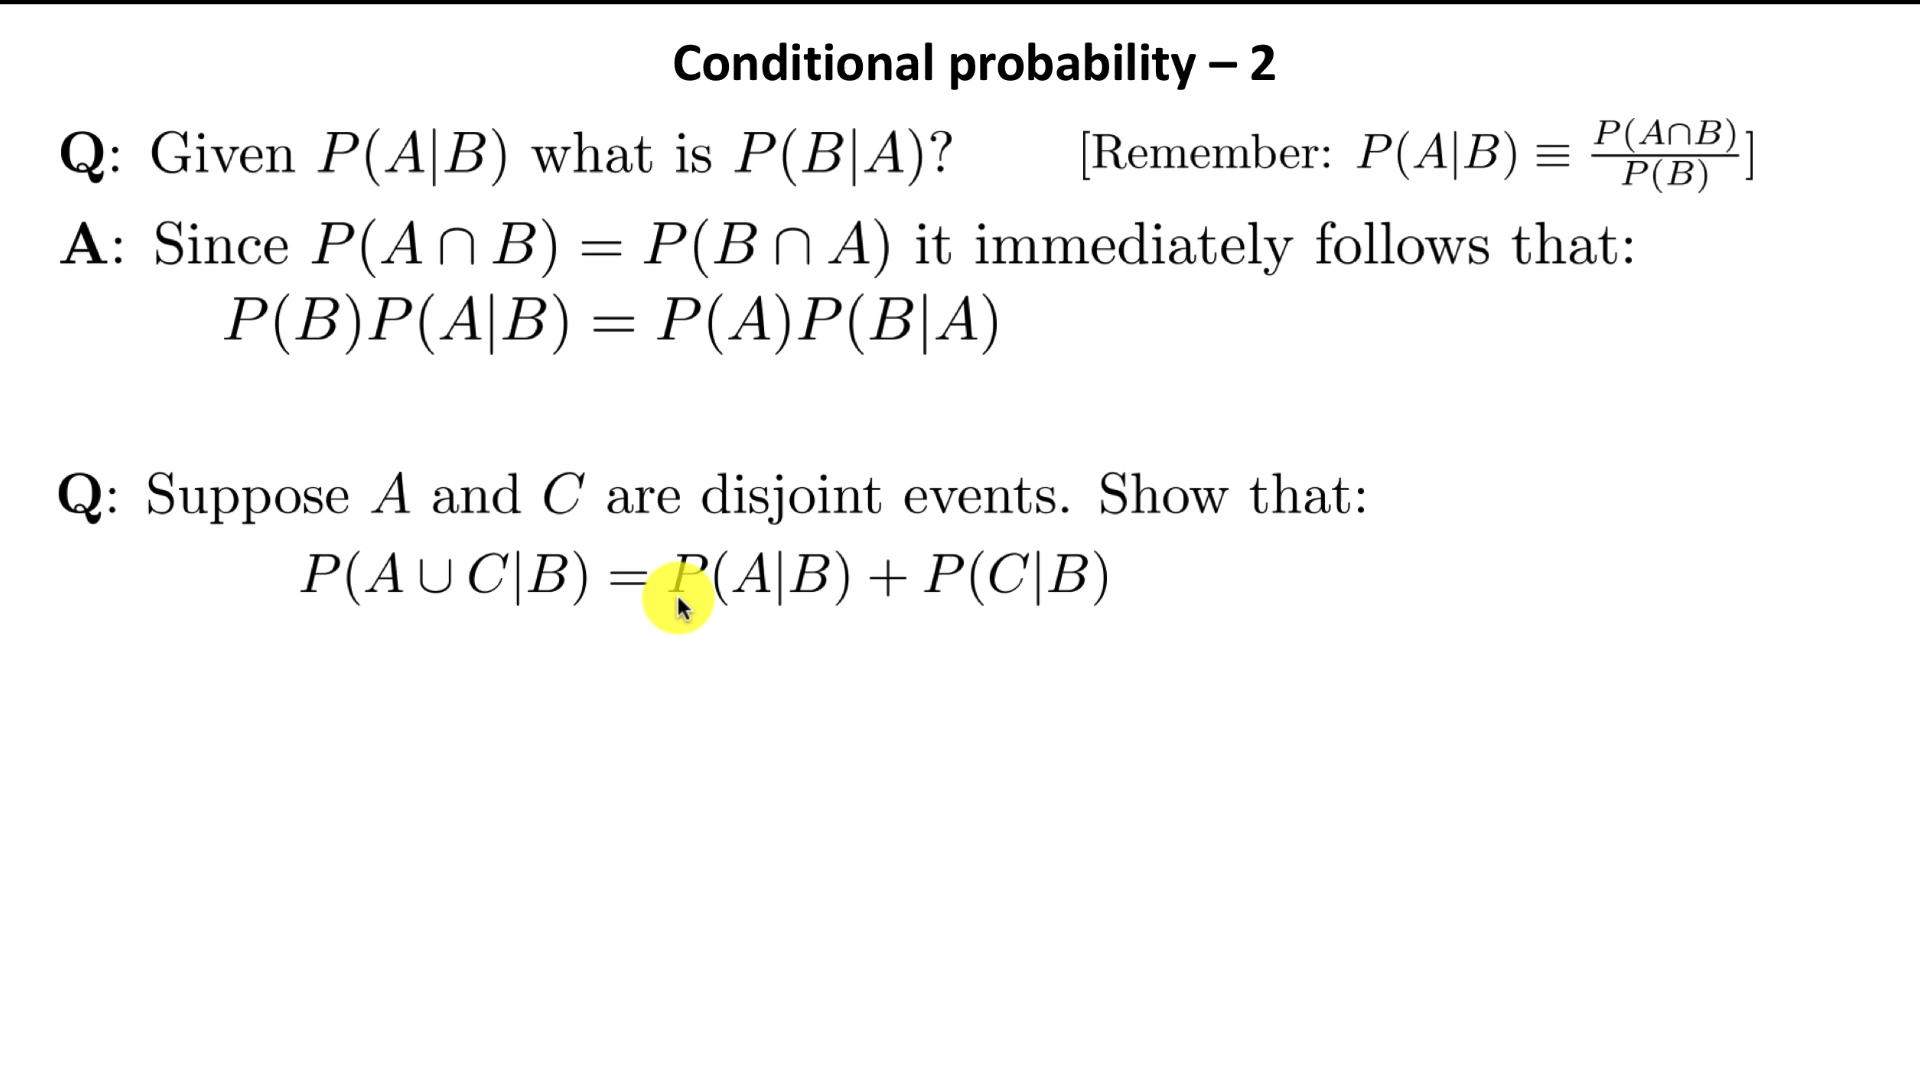 Conditional probability – 2
Q: Given P(A|B) what is P(B|A)? [Remember: P(A|B) ≡ P(A∩B)/P(B)]
A: Since P(A ∩ B) = P(B ∩ A) it immediately follows that:
P(B)P(A|B) = P(A)P(B|A)
Q: Suppose A and C are disjoint events. Show that:
P(A ∪ C|B) = P(A|B) + P(C|B)